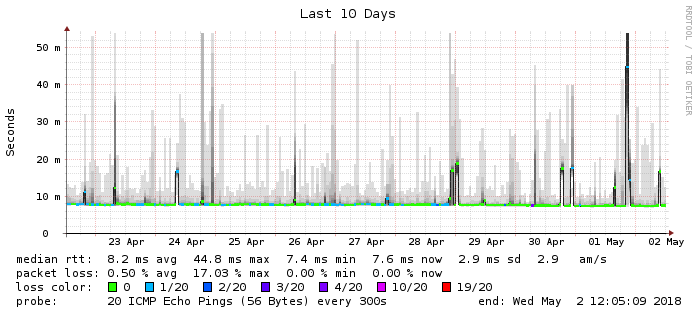 Last 10 Days
RRDTOOL / TOBI OETIKER
Seconds
50 m
40 m
30 m
20 m
10 m
0
23 Apr 24 Apr 25 Apr 26 Apr 27 Apr 28 Apr 29 Apr 30 Apr 01 May 02 May
median rtt: 8.2 ms avg 44.8 ms max 7.4 ms min 7.6 ms now 2.9 ms sd 2.9 am/s
packet loss: 0.50 % avg 17.03 % max 0.00 % min 0.00 % now
loss color: 0 1/20 2/20 3/20 4/20 10/20 19/20
probe: 20 ICMP Echo Pings (56 Bytes) every 300s end: Wed May 2 12:05:09 2018